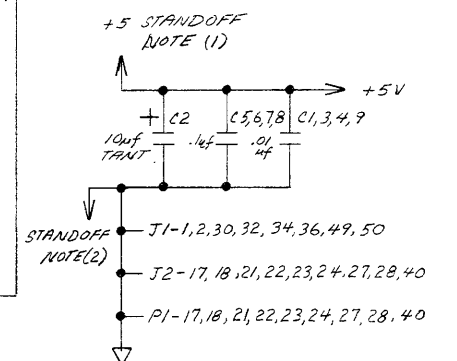 +5 STANDOFF
NOTE (1)
+5V
+ C2
10µf
TANT.
C5,6,7,8
.1uf
C1,3,4,9
.01
uf
STANDOFF
NOTE(2)
J1-1,2,30,32,34,36,49,50
J2-17,18,21,22,23,24.27,28,40
P1-17,18,21,22,23,24,27,28.40